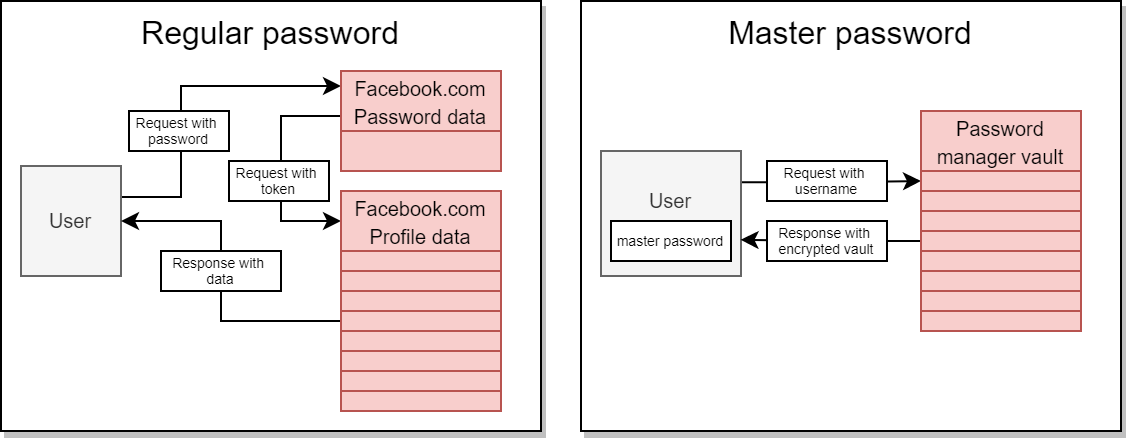 Regular password
Request with
password
Facebook.com
Password data
Request with
token
User
Facebook.com
Profile data
Response with
data
Master password
Password
manager vault
User
master password
Request with
username
Response with
encrypted vault